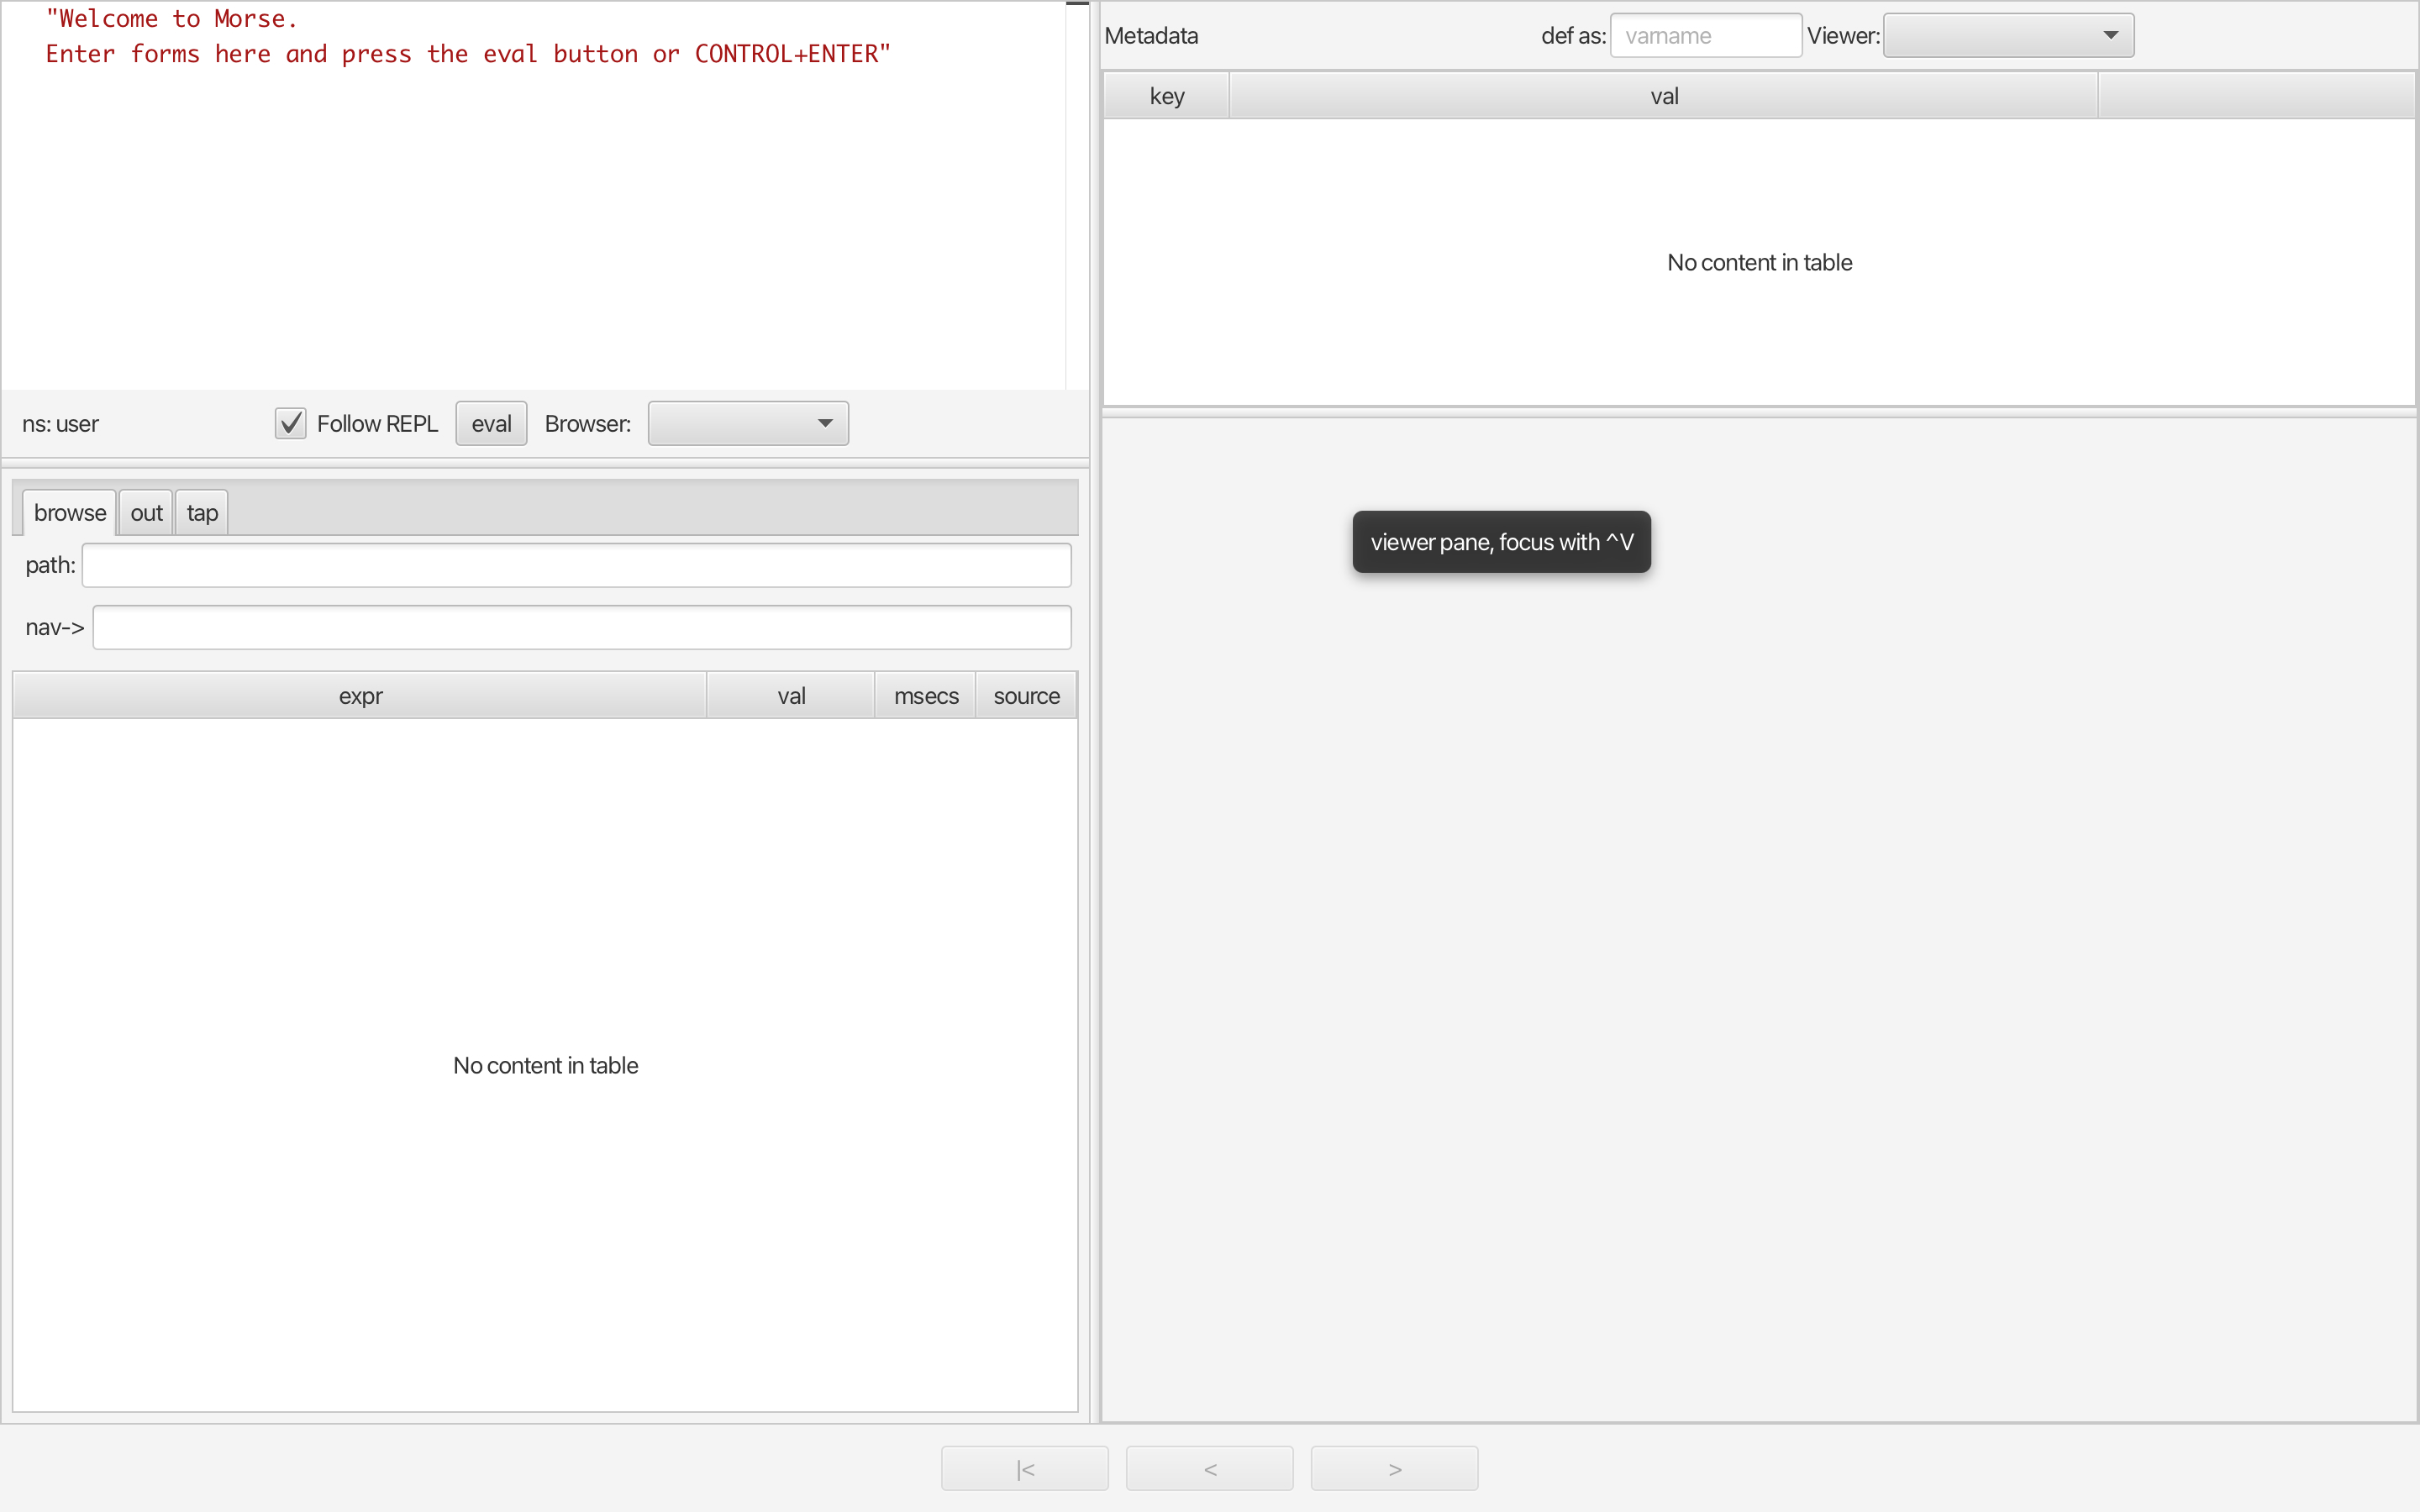 "Welcome to Morse.
Enter forms here and press the eval button or CONTROL+ENTER"
ns: user
Follow REPL
eval
Browser:
browse
out
tap
path:
nav->
expr val msecs source
No content in table
Metadata
def as:
varname
Viewer:
key val
No content in table
viewer pane, focus with ^V
|<
<
>